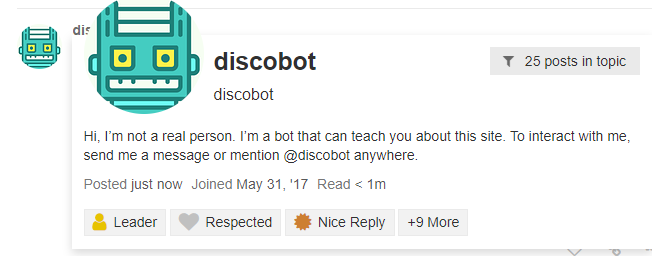 dis
discobot
25 posts in topic
discobot
Hi, I'm not a real person. I'm a bot that can teach you about this site. To interact with me,
send me a message or mention @discobot anywhere.
Posted just now Joined May 31, '17 Read < 1m
Leader Respected Nice Reply +9 More